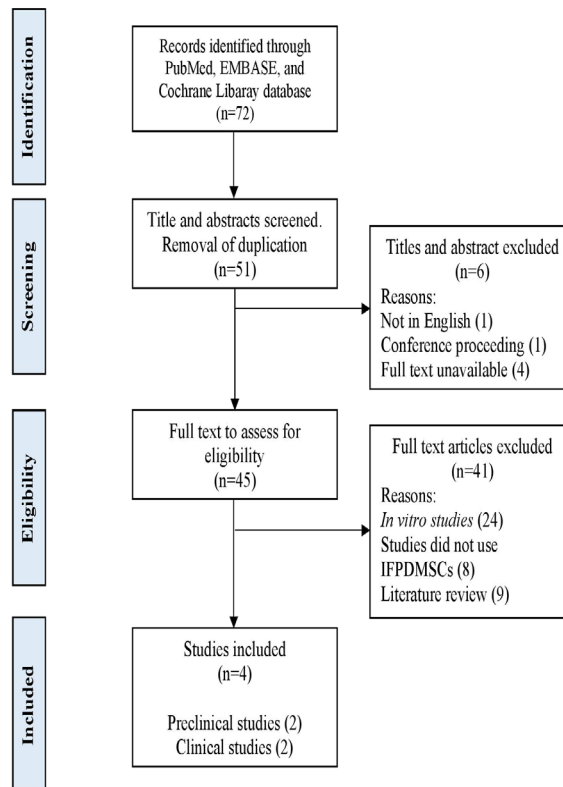 Identification
Records identified through
PubMed, EMBASE, and
Cochrane Libaray database
(n=72)
Screening
Title and abstracts screened.
Removal of duplication
(n=51)
Titles and abstract excluded
(n=6)
Reasons:
Not in English (1)
Conference proceeding (1)
Full text unavailable (4)
Eligibility
Full text to assess for
eligibility
(n=45)
Full text articles excluded
(n=41)
Reasons:
In vitro studies (24)
Studies did not use
IFPDMSCs (8)
Literature review (9)
Included
Studies included
(n=4)
Preclinical studies (2)
Clinical studies (2)